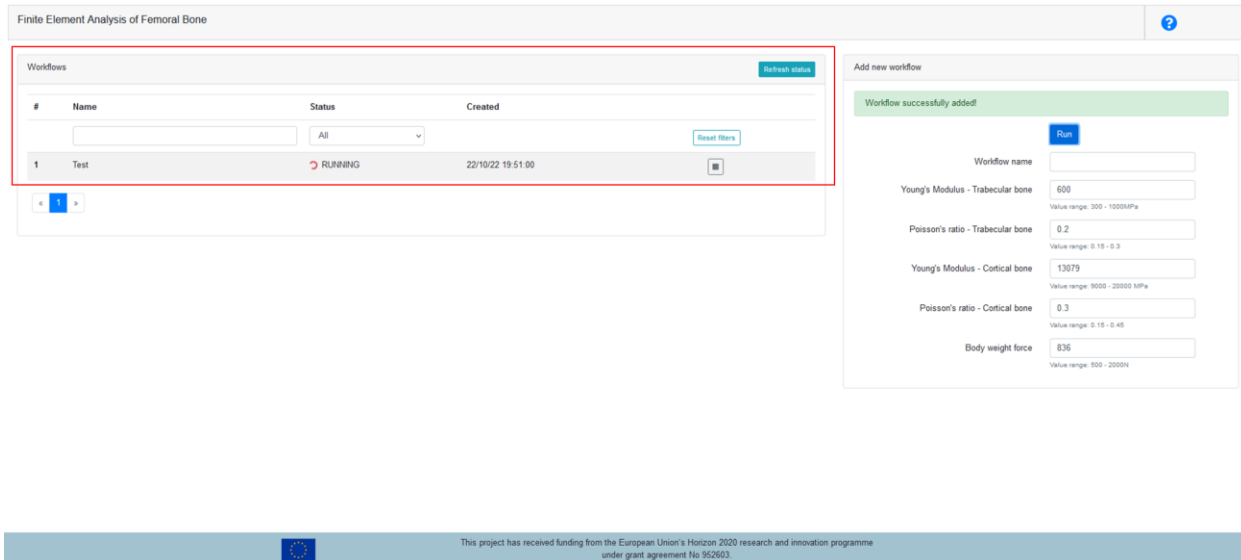 Finite Element Analysis of Femoral Bone
Workflows
Refresh status
# Name Status Created
All
Reset filters
1 Test RUNNING 22/10/22 19:51:00
« 1 »
Add new workflow
Workflow successfully added!
Run
Workflow name
Young's Modulus - Trabecular bone 600
Value range: 300 - 1000MPa
Poisson's ratio - Trabecular bone 0.2
Value range: 0.15 - 0.3
Young's Modulus - Cortical bone 13079
Value range: 9000 - 20000 MPa
Poisson's ratio - Cortical bone 0.3
Value range: 0.15 - 0.45
Body weight force 836
Value range: 500 - 2000N
This project has received funding from the European Union's Horizon 2020 research and innovation programme
under grant agreement No 952603.